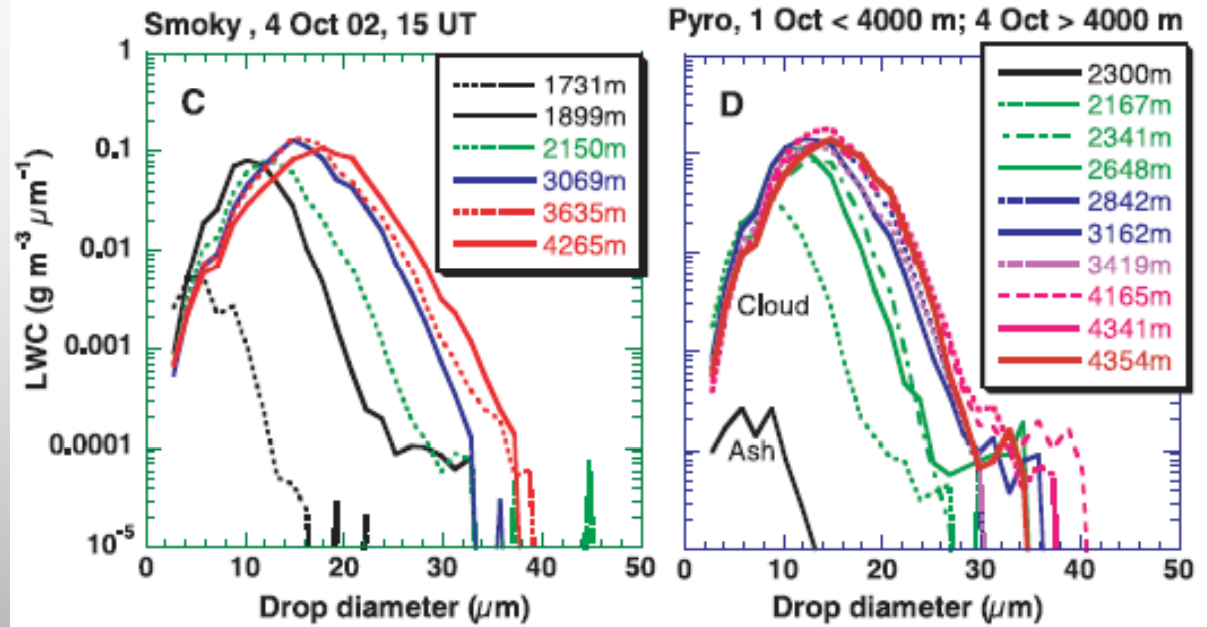 Smoky , 4 Oct 02, 15 UT
C
1731m
1899m
2150m
3069m
3635m
4265m
LWC (g m⁻³ μm⁻¹)
1
0.1
0.01
0.001
0.0001
10⁻⁵
0 10 20 30 40 50
Drop diameter (μm)
Pyro, 1 Oct < 4000 m; 4 Oct > 4000 m
D
2300m
2167m
2341m
2648m
2842m
3162m
3419m
4165m
4341m
4354m
Cloud
Ash
0 10 20 30 40 50
Drop diameter (μm)